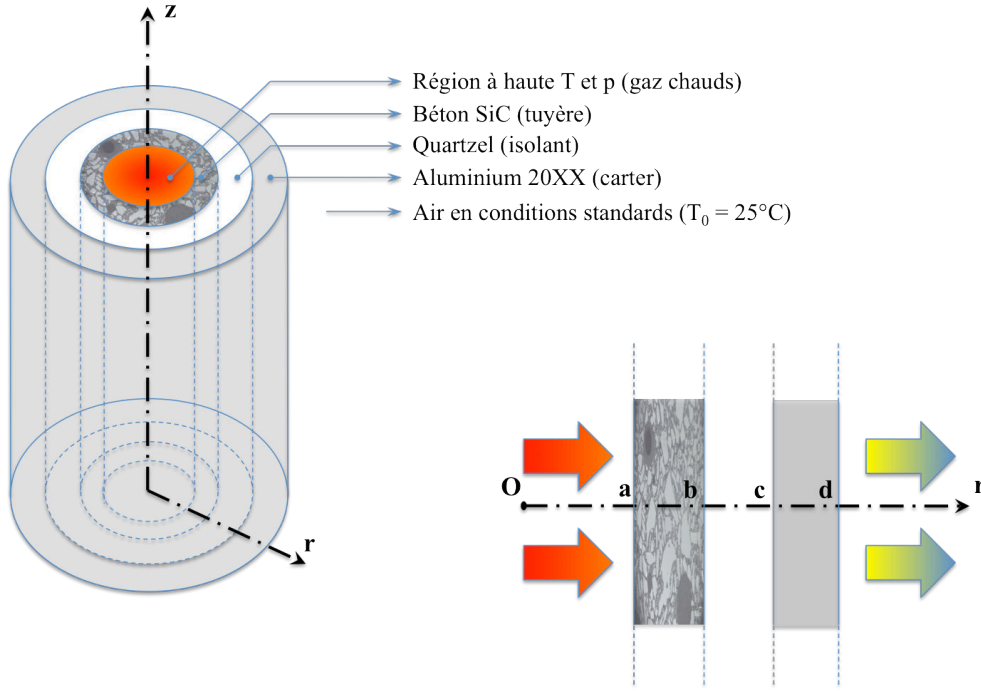 z
Région à haute T et p (gaz chauds)
Béton SiC (tuyère)
Quartzel (isolant)
Aluminium 20XX (carter)
Air en conditions standards (T₀ = 25°C)
r
O a b c d r